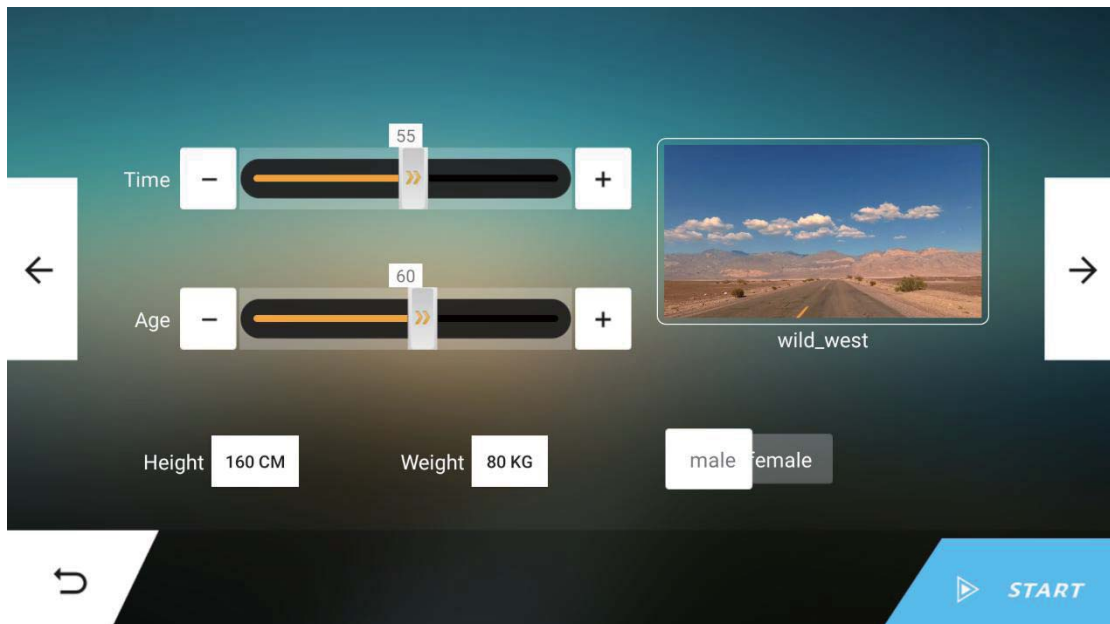 55
Time - +
60
Age - +
wild_west
Height 160 CM Weight 80 KG male female
START